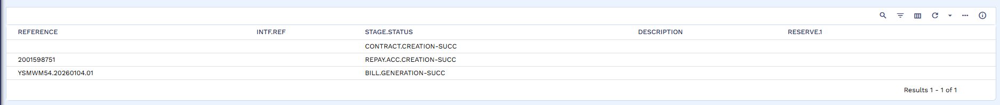 REFERENCE INTF.REF STAGE.STATUS DESCRIPTION RESERVE.1
CONTRACT.CREATION-SUCC
2001598751 REPAY.ACC.CREATION-SUCC
YSMWM54.20260104.01 BILL.GENERATION-SUCC
Results 1 - 1 of 1